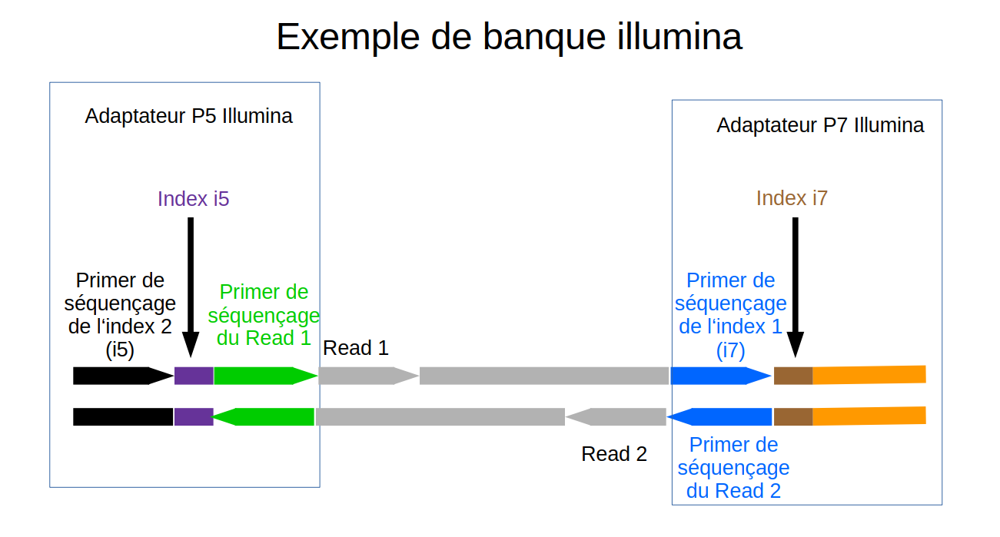 Exemple de banque illumina
Adaptateur P5 Illumina
Adaptateur P7 Illumina
Index i5
Index i7
Primer de
séquençage
de l‘index 2
(i5)
Primer de
séquençage
du Read 1
Read 1
Primer de
séquençage
de l‘index 1
(i7)
Read 2
Primer de
séquençage
du Read 2